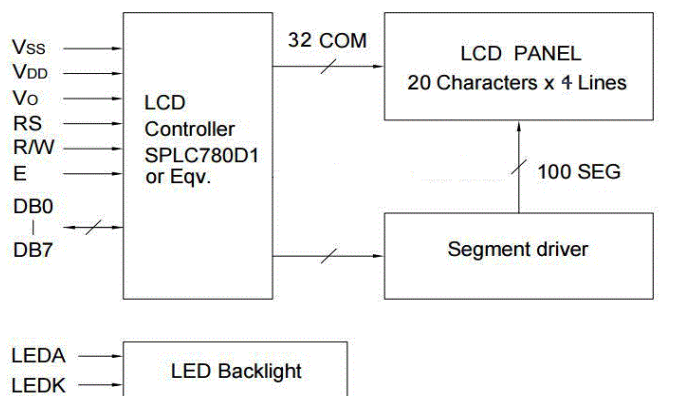 VSS
VDD
VO
RS
R/W
E
DB0
|
DB7
LCD
Controller
SPLC780D1
or Eqv.
32 COM
LCD PANEL
20 Characters x 4 Lines
100 SEG
Segment driver
LEDA
LEDK
LED Backlight